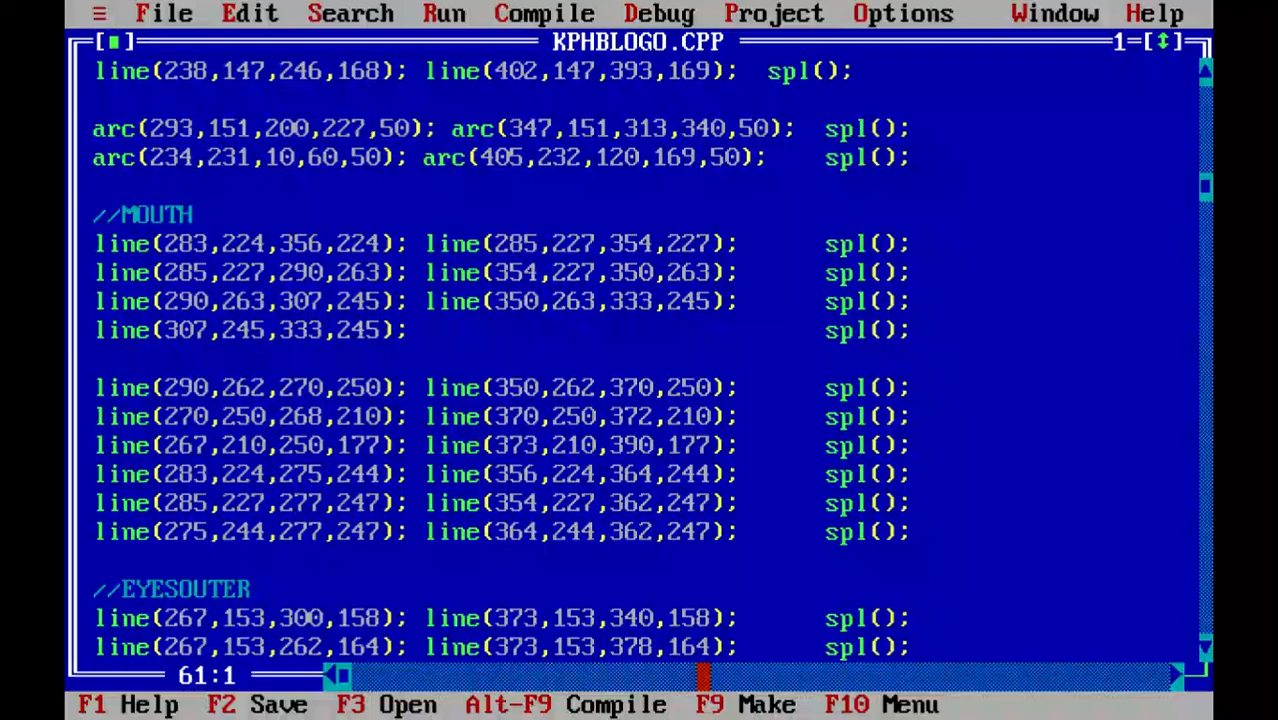 ≡ File Edit Search Run Compile Debug Project Options Window Help
[■] KPHBLOGO.CPP 1=[↕]
line(238,147,246,168); line(402,147,393,169); spl();
arc(293,151,200,227,50); arc(347,151,313,340,50); spl();
arc(234,231,10,60,50); arc(405,232,120,169,50); spl();
//MOUTH
line(283,224,356,224); line(285,227,354,227); spl();
line(285,227,290,263); line(354,227,350,263); spl();
line(290,263,307,245); line(350,263,333,245); spl();
line(307,245,333,245); spl();
line(290,262,270,250); line(350,262,370,250); spl();
line(270,250,268,210); line(370,250,372,210); spl();
line(267,210,250,177); line(373,210,390,177); spl();
line(283,224,275,244); line(356,224,364,244); spl();
line(285,227,277,247); line(354,227,362,247); spl();
line(275,244,277,247); line(364,244,362,247); spl();
//EYESOUTER
line(267,153,300,158); line(373,153,340,158); spl();
line(267,153,262,164); line(373,153,378,164); spl();
61:1
F1 Help F2 Save F3 Open Alt-F9 Compile F9 Make F10 Menu